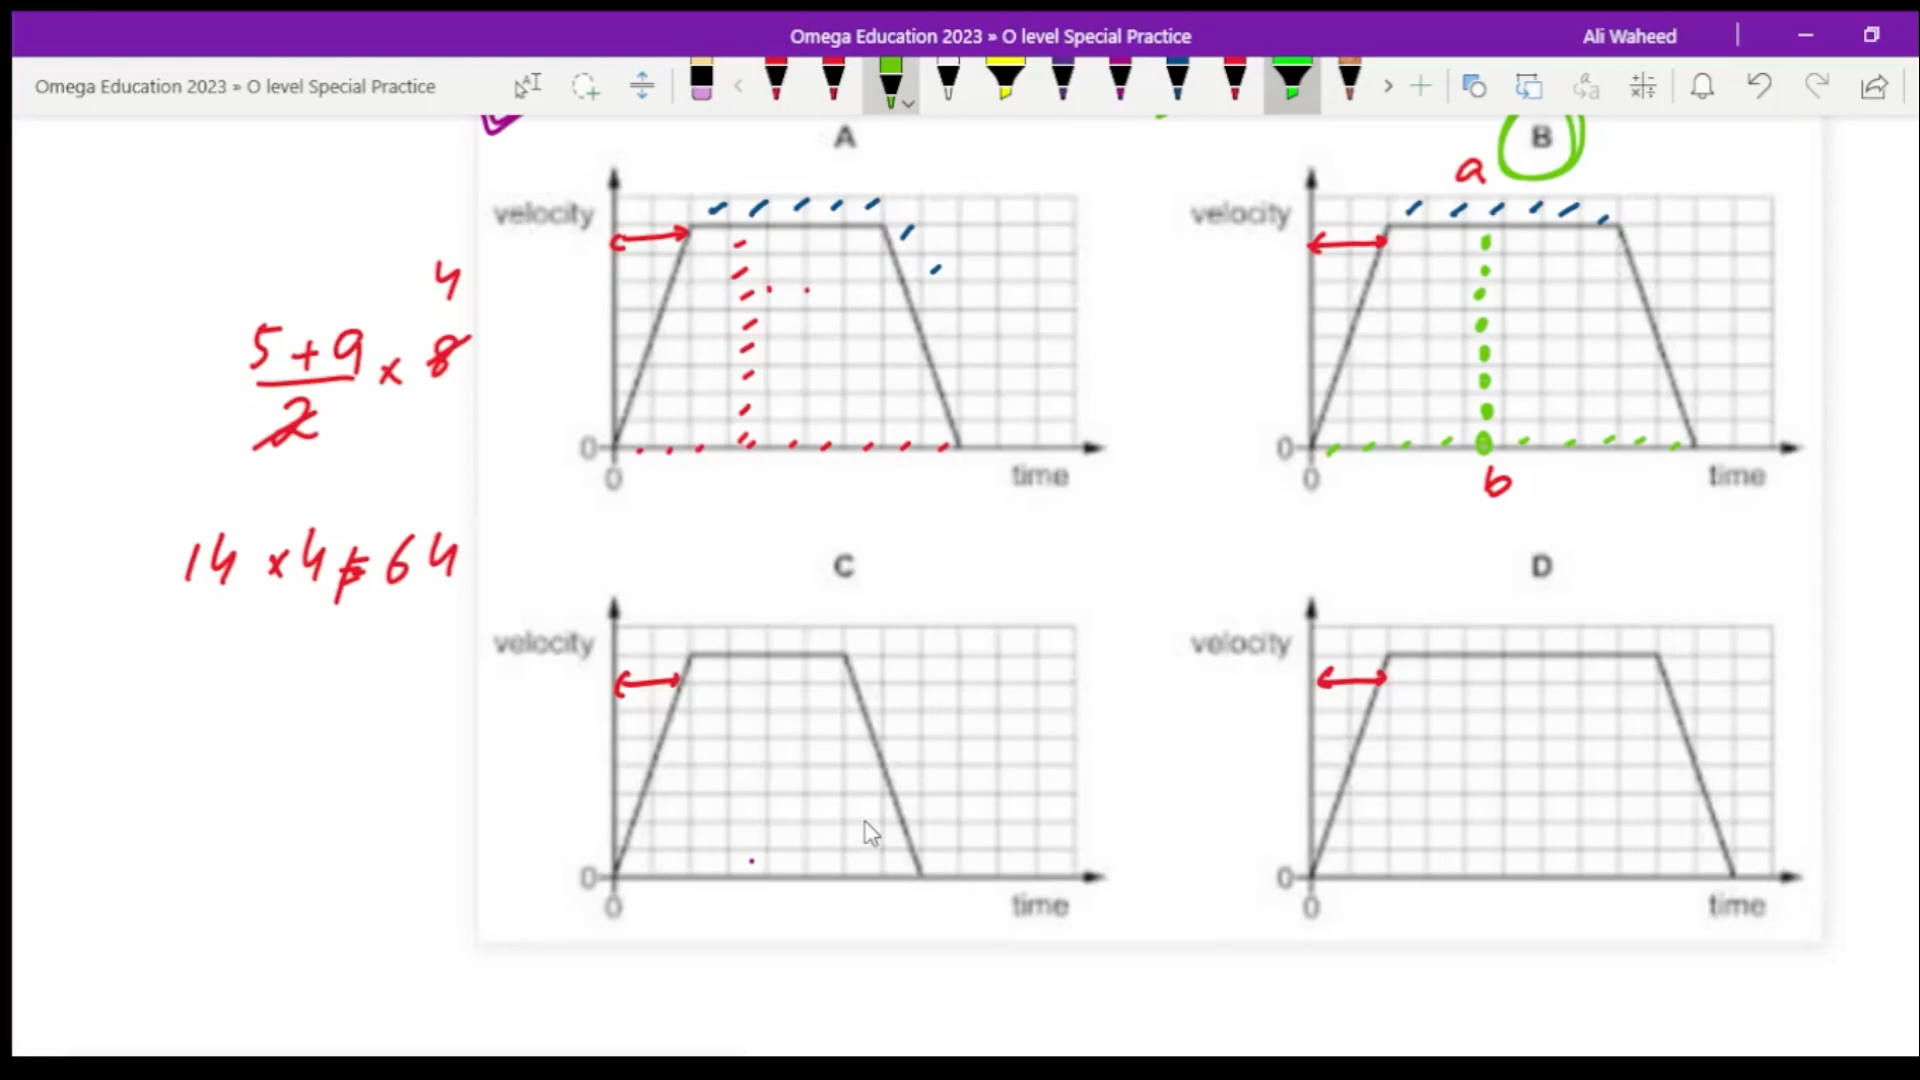 Omega Education 2023 » O level Special Practice
Ali Waheed
Omega Education 2023 » O level Special Practice
A
B
a
velocity
velocity
4
5+9 × 8
2
0
0
0
time
0
time
b
14 × 4 ≠ 64
C
D
velocity
velocity
0
0
0
time
0
time